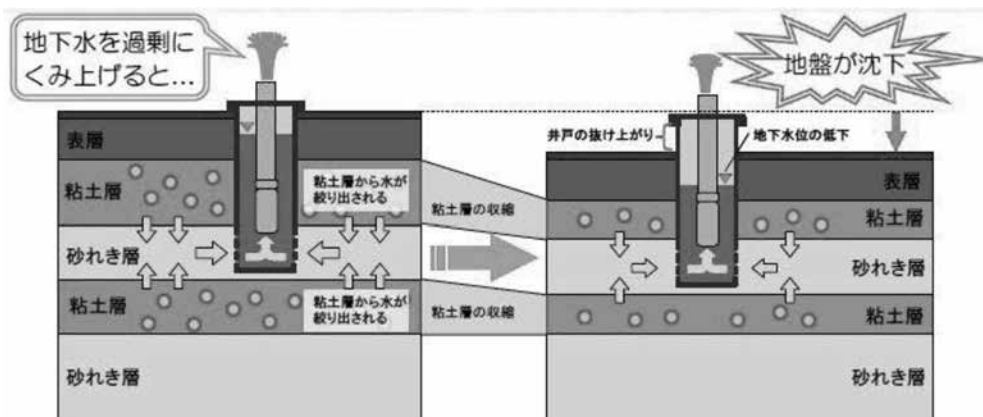 地下水を過剰に
くみ上げると…
地盤が沈下
井戸の抜け上がり
地下水位の低下
表層
粘土層
粘土層から水が
絞り出される
砂れき層
粘土層
粘土層から水が
絞り出される
砂れき層
粘土層の収縮
粘土層の収縮
表層
粘土層
砂れき層
粘土層
砂れき層